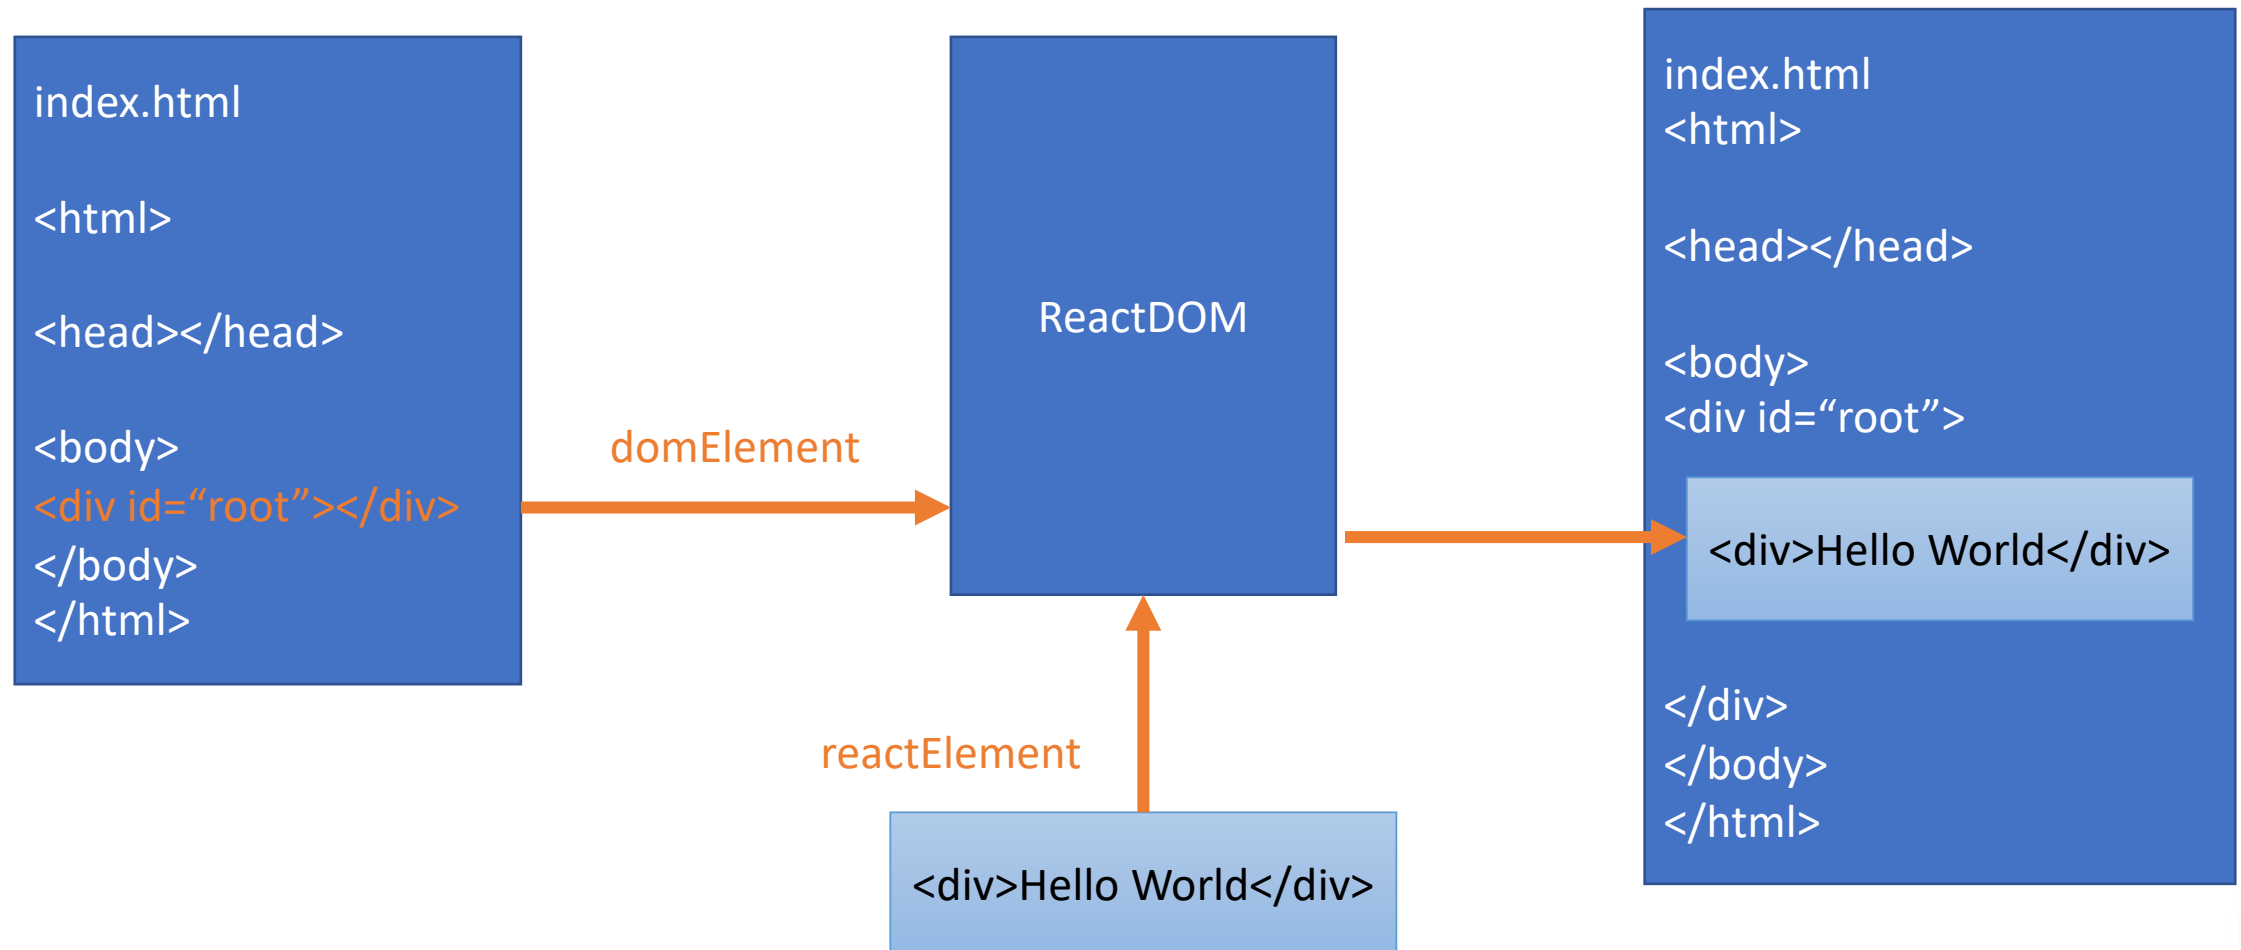 index.html
<html>
<head></head>
<body>
<div id=“root”></div>
</body>
</html>
domElement
ReactDOM
reactElement
<div>Hello World</div>
index.html
<html>
<head></head>
<body>
<div id=“root”>
<div>Hello World</div>
</div>
</body>
</html>